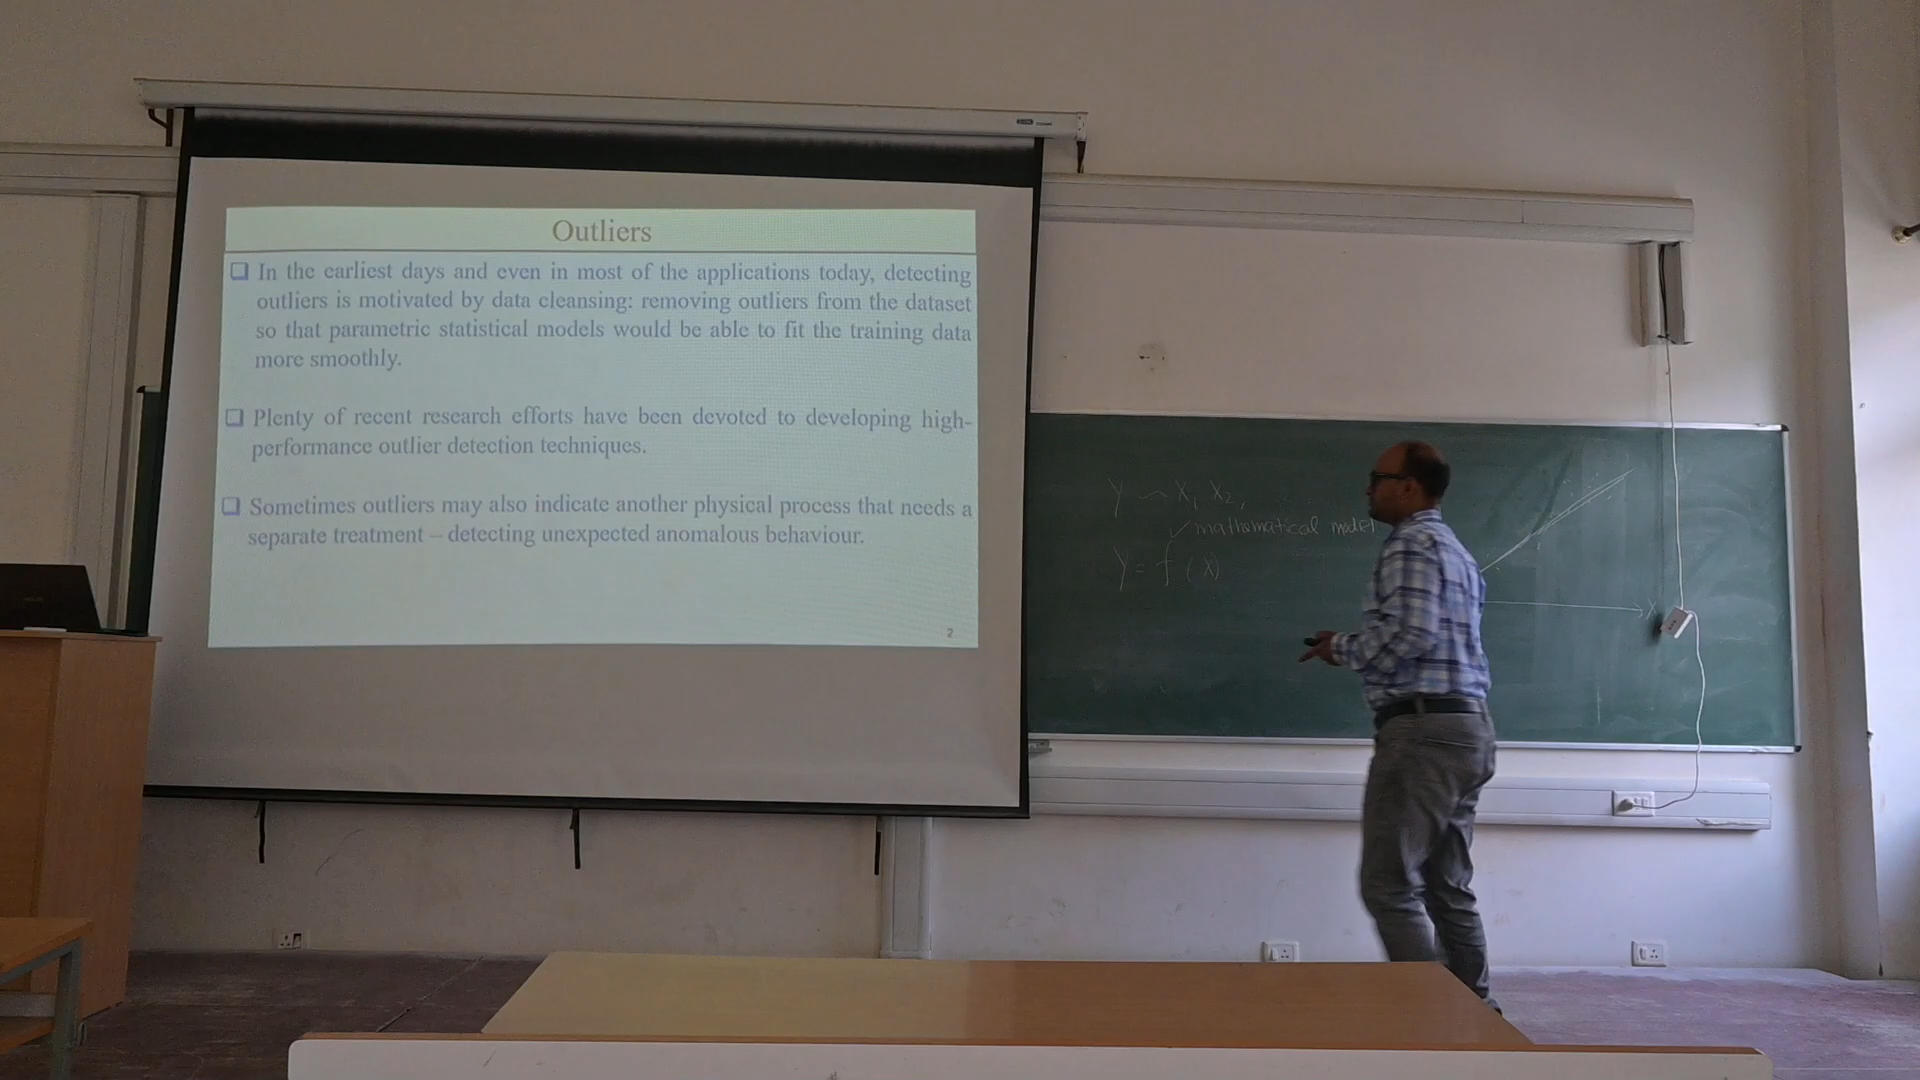 Outliers
❑ In the earliest days and even in most of the applications today, detecting
outliers is motivated by data cleansing: removing outliers from the dataset
so that parametric statistical models would be able to fit the training data
more smoothly.
❑ Plenty of recent research efforts have been devoted to developing high-
performance outlier detection techniques.
❑ Sometimes outliers may also indicate another physical process that needs a
separate treatment – detecting unexpected anomalous behaviour.
2
Y ~ X₁ X₂,
mathematical model
Y = f (X)
X